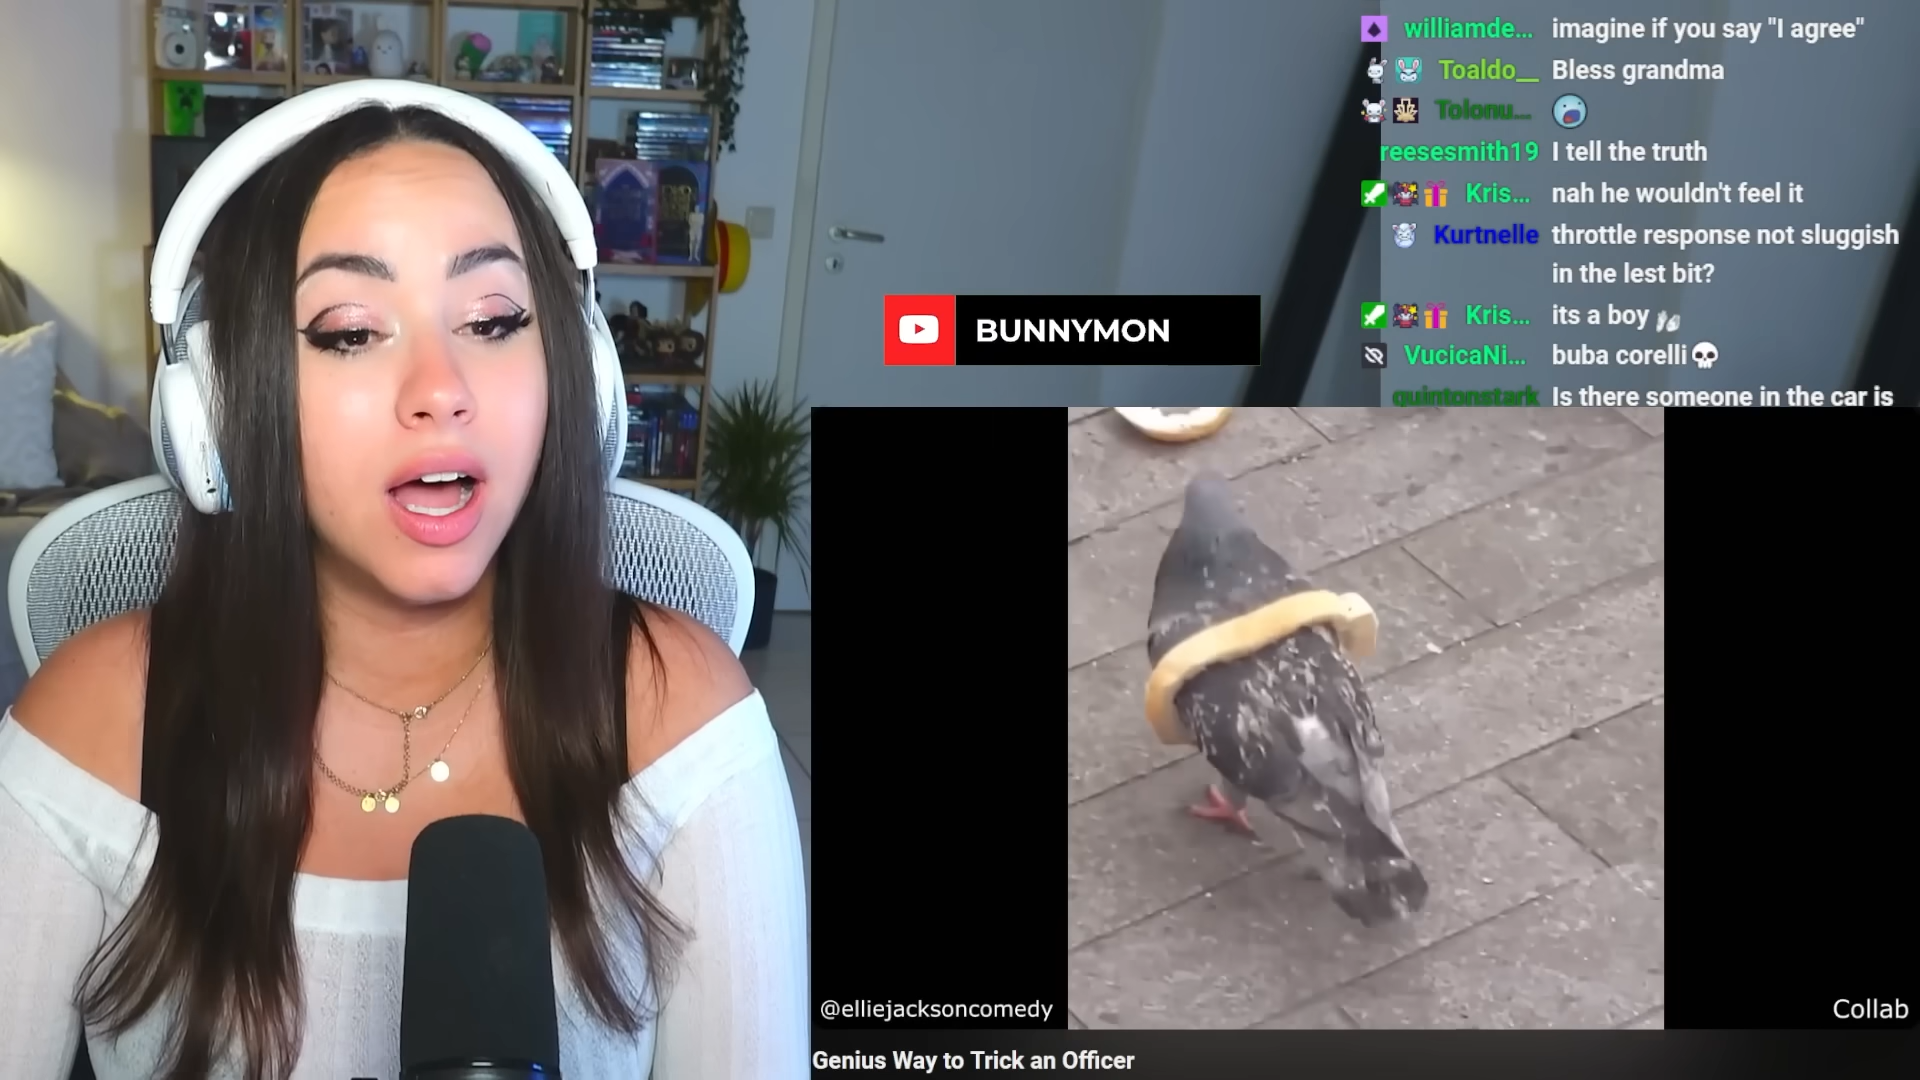 williamde... imagine if you say "I agree"
Toaldo__ Bless grandma
Tolonu...
reesesmith19 I tell the truth
Kris... nah he wouldn't feel it
Kurtnelle throttle response not sluggish
in the lest bit?
Kris... its a boy
VucicaNi... buba corelli
quintonstark Is there someone in the car is
BUNNYMON
@elliejacksoncomedy
Collab
Genius Way to Trick an Officer